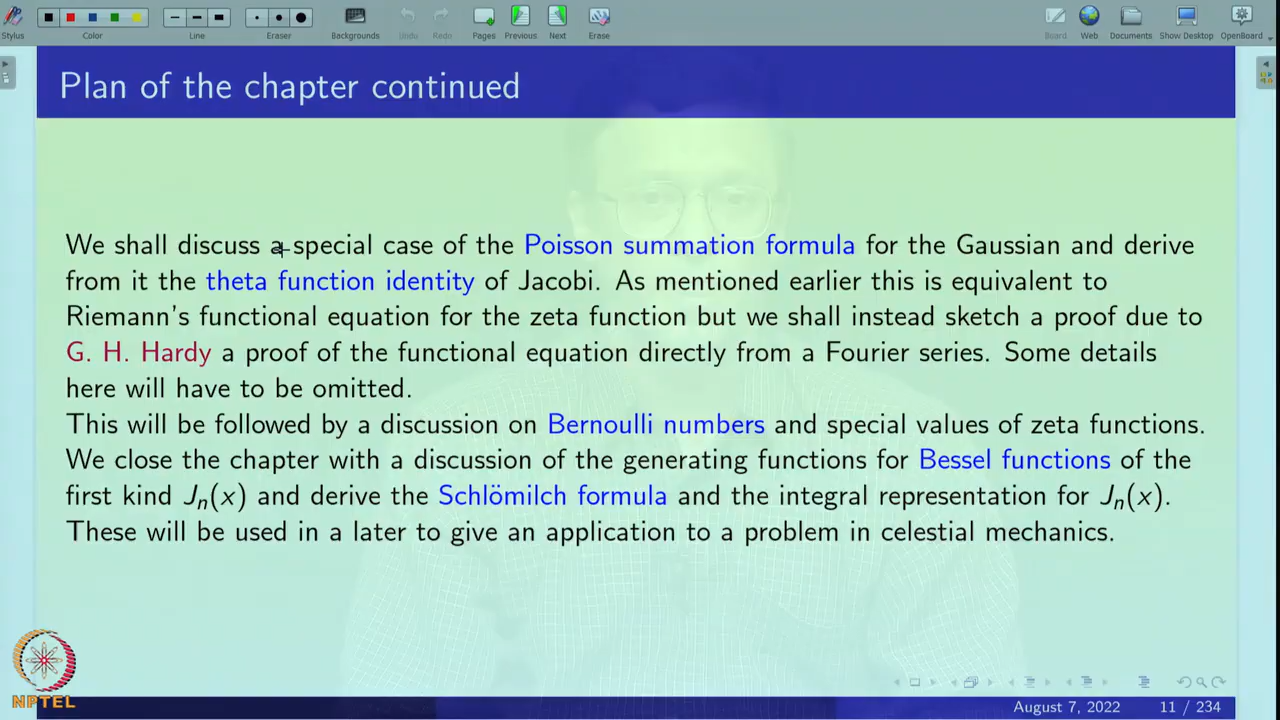 Stylus Color Line Eraser Backgrounds Undo Redo Pages Previous Next Erase Board Web Documents Show Desktop OpenBoard
Plan of the chapter continued
We shall discuss a special case of the Poisson summation formula for the Gaussian and derive
from it the theta function identity of Jacobi. As mentioned earlier this is equivalent to
Riemann's functional equation for the zeta function but we shall instead sketch a proof due to
G. H. Hardy a proof of the functional equation directly from a Fourier series. Some details
here will have to be omitted.
This will be followed by a discussion on Bernoulli numbers and special values of zeta functions.
We close the chapter with a discussion of the generating functions for Bessel functions of the
first kind Jn(x) and derive the Schlömilch formula and the integral representation for Jn(x).
These will be used in a later to give an application to a problem in celestial mechanics.
NPTEL
August 7, 2022 11 / 234